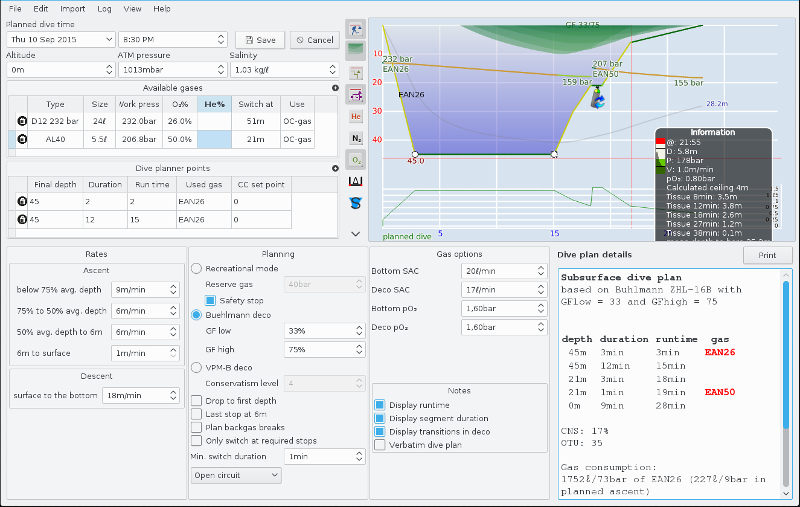 File Edit Import Log View Help
Planned dive time
Thu 10 Sep 2015 8:30 PM Save Cancel
Altitude ATM pressure Salinity
0m 1013mbar 1.03 kg/ℓ
Available gases
Type Size Work press O₂% He% Switch at Use
D12 232 bar 24ℓ 232.0bar 26.0% 51m OC-gas
AL40 5.5ℓ 206.8bar 50.0% 21m OC-gas
Dive planner points
Final depth Duration Run time Used gas CC set point
45 2 2 EAN26 0
45 12 15 EAN26 0
He
N₂
O₂
GF 33/75
10
20
30
40
232 bar
EAN26
EAN26
207 bar
EAN50
159 bar
155 bar
28.2m
45.0
5
15
planned dive
Information
@: 21:55
D: 5.8m
P: 178bar
V: 1.0m/min
pO₂: 0.80bar
Calculated ceiling 4m
Tissue 8min: 3.5m
Tissue 12min: 3.8m
Tissue 18min: 2.6m
Tissue 27min: 1.2m
Tissue 38min: 0.1m
Rates
Ascent
below 75% avg. depth 9m/min
75% to 50% avg. depth 6m/min
50% avg. depth to 6m 6m/min
6m to surface 1m/min
Descent
surface to the bottom 18m/min
Planning
Recreational mode
Reserve gas 40bar
Safety stop
Buehlmann deco
GF low 33%
GF high 75%
VPM-B deco
Conservatism level 4
Drop to first depth
Last stop at 6m
Plan backgas breaks
Only switch at required stops
Min. switch duration 1min
Open circuit
Gas options
Bottom SAC 20ℓ/min
Deco SAC 17ℓ/min
Bottom pO₂ 1,60bar
Deco pO₂ 1,60bar
Notes
Display runtime
Display segment duration
Display transitions in deco
Verbatim dive plan
Dive plan details Print
Subsurface dive plan
based on Buhlmann ZHL-16B with
GFlow = 33 and GFhigh = 75
depth duration runtime gas
45m 3min 3min EAN26
45m 12min 15min
21m 3min 18min
21m 1min 19min EAN50
0m 9min 28min
CNS: 17%
OTU: 35
Gas consumption:
1752ℓ/73bar of EAN26 (227ℓ/9bar in
planned ascent)